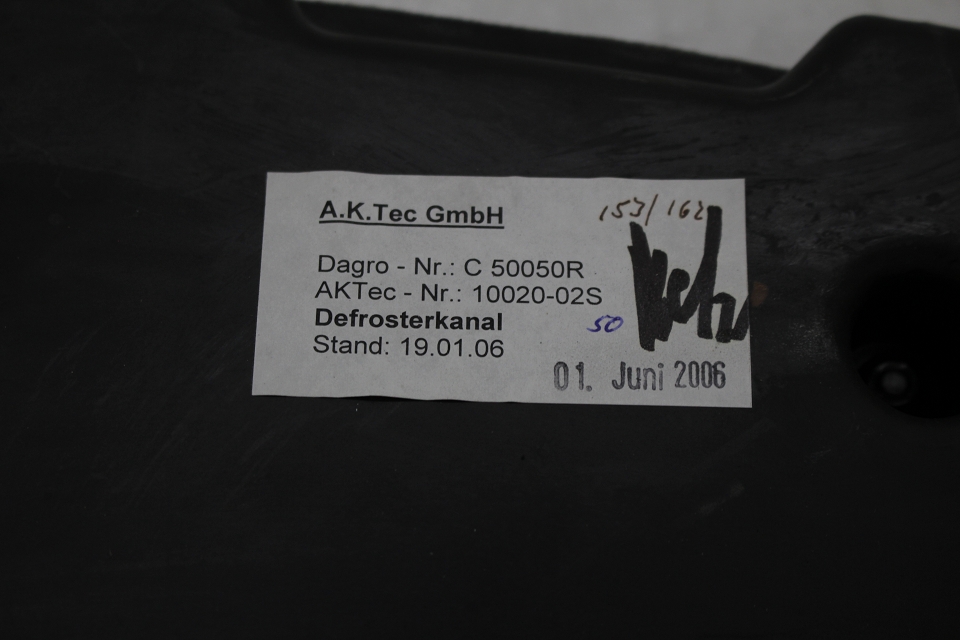 A.K.Tec GmbH
153/162
Dagro - Nr.: C 50050R
AKTec - Nr.: 10020-02S
Defrosterkanal
50
Stand: 19.01.06
01. Juni 2006